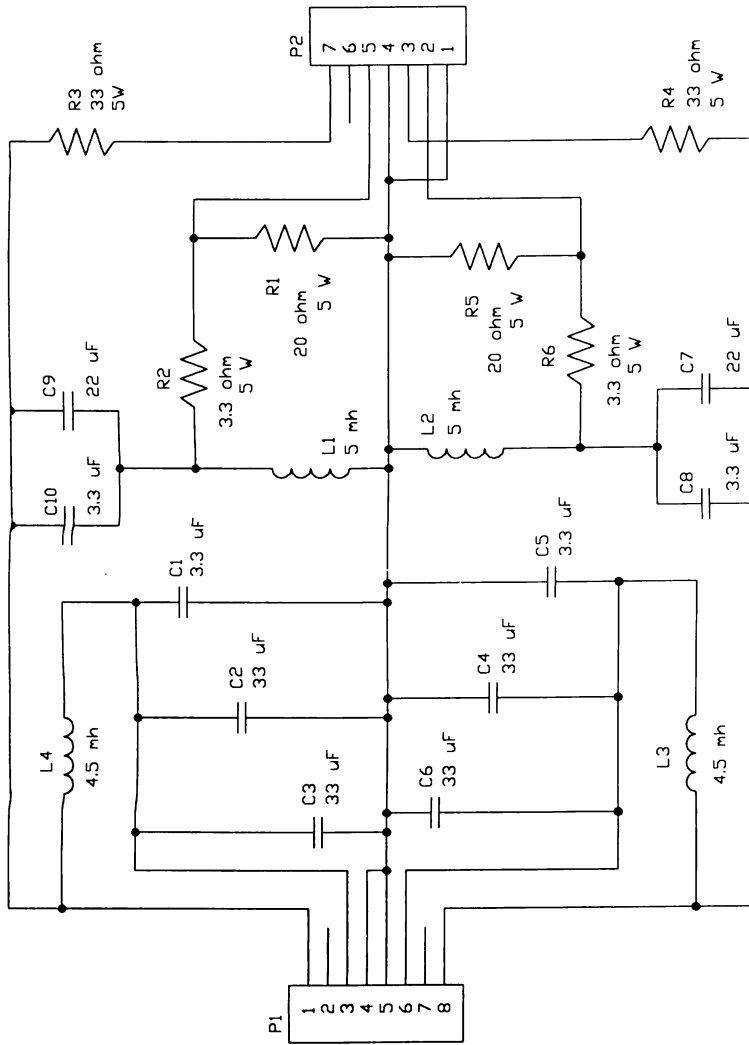 P2
7
6
5
4
3
2
1
R3
33 ohm
5W
R4
33 ohm
5 W
R1
20 ohm
5 W
R5
20 ohm
5 W
R2
3.3 ohm
5 W
R6
3.3 ohm
5 W
C9
22 uF
C10
3.3 uF
L1
5 mh
L2
5 mh
C7
22 uF
C8
3.3 uF
C1
3.3 uF
C5
3.3 uF
C2
33 uF
C4
33 uF
C3
33 uF
C6
33 uF
L4
4.5 mh
L3
4.5 mh
P1
1
2
3
4
5
6
7
8